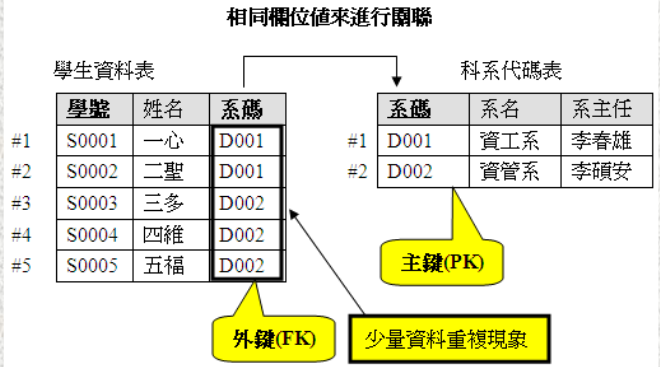 相同欄位值來進行關聯
學生資料表 科系代碼表
學號 姓名 系碼 系碼 系名 系主任
#1 S0001 一心 D001 #1 D001 資工系 李春雄
#2 S0002 二聖 D001 #2 D002 資管系 李碩安
#3 S0003 三多 D002
#4 S0004 四維 D002
#5 S0005 五福 D002
主鍵(PK)
外鍵(FK) 少量資料重複現象